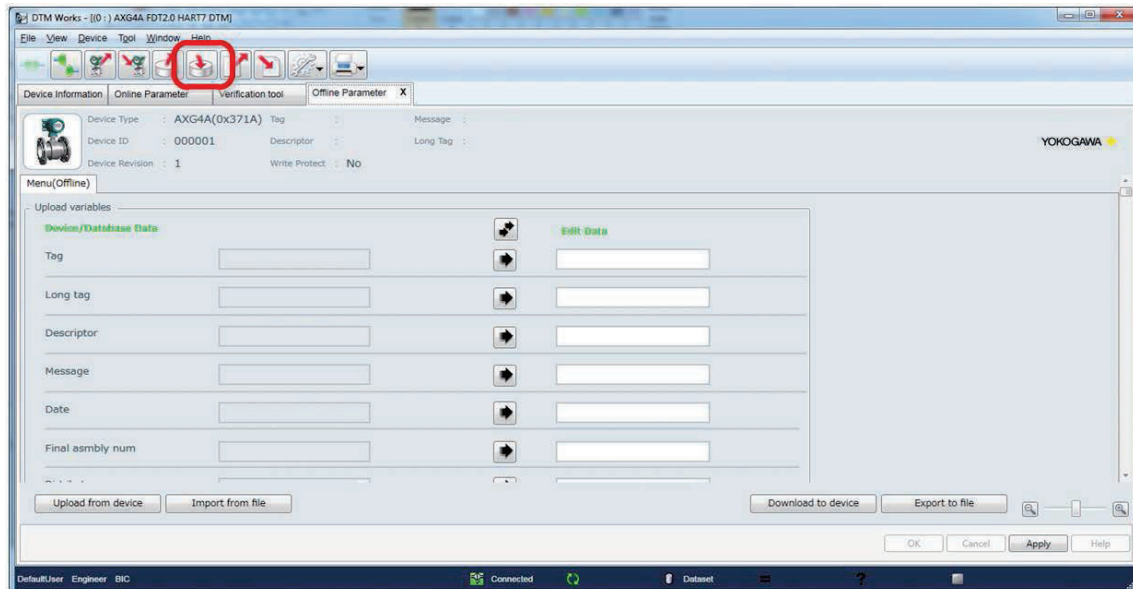 DTM Works - [(0 : ) AXG4A FDT2.0 HART7 DTM]
File View Device Tool Window Help
Device Information Online Parameter Verification tool Offline Parameter X
Device Type : AXG4A(0x371A) Tag : Message :
Device ID : 000001 Descriptor : Long Tag :
YOKOGAWA
Device Revision : 1 Write Protect : No
Menu(Offline)
Upload variables
Device/Database Data Edit Data
Tag
Long tag
Descriptor
Message
Date
Final asmbly num
Upload from device Import from file Download to device Export to file
OK Cancel Apply Help
DefaultUser Engineer BIC Connected Dataset = ?